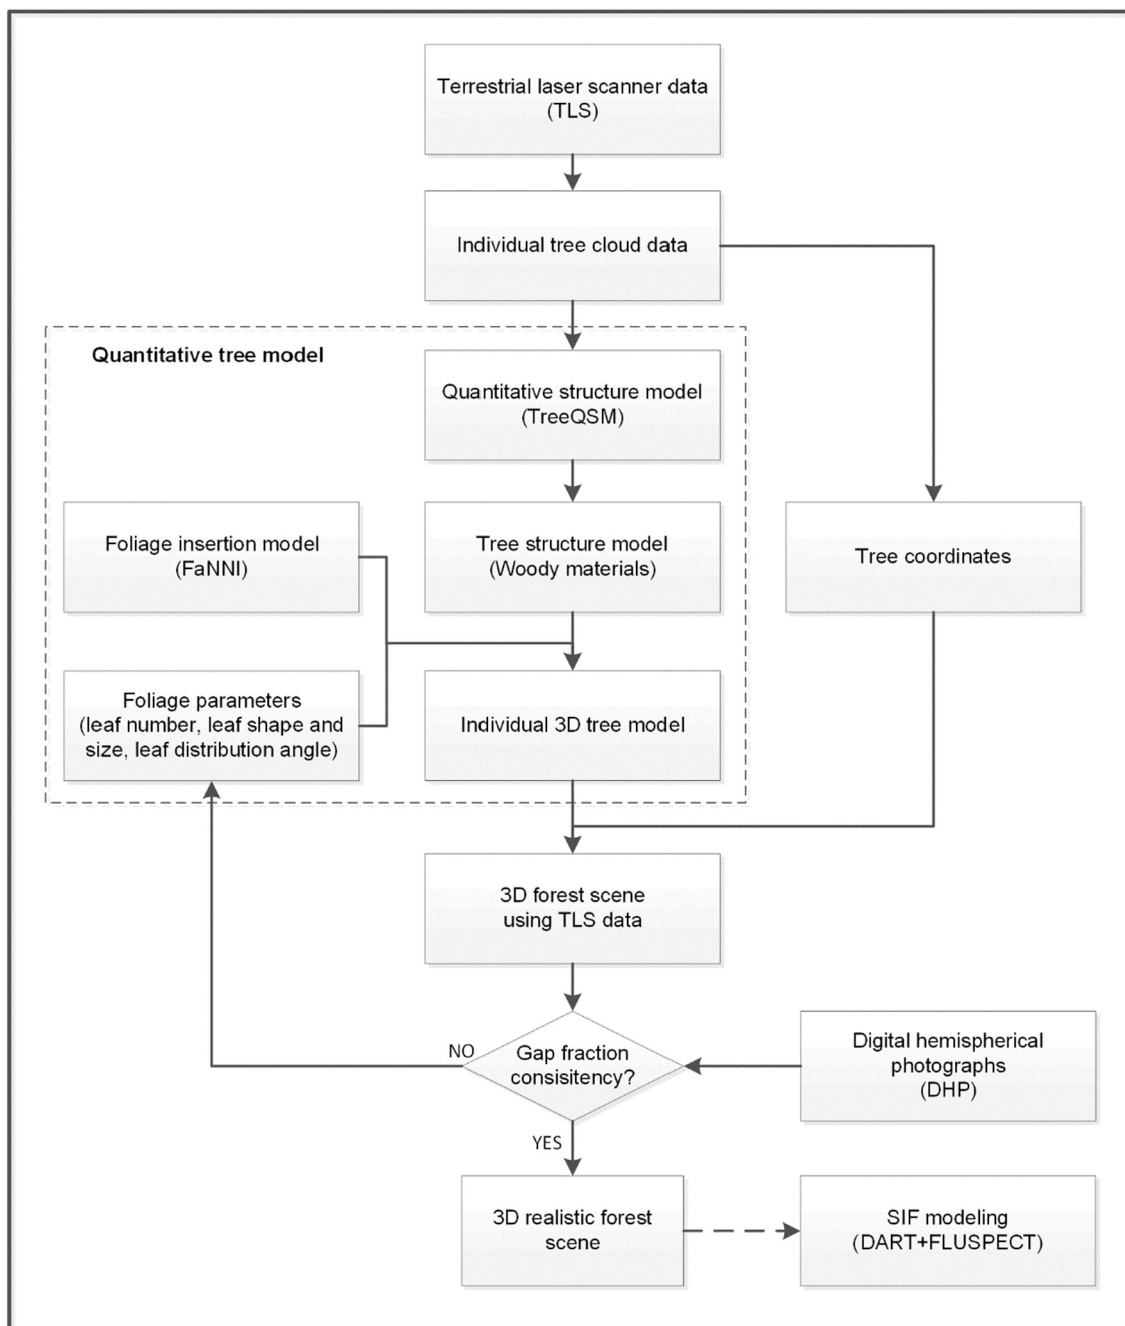 Terrestrial laser scanner data
(TLS)
Individual tree cloud data
Quantitative tree model
Quantitative structure model
(TreeQSM)
Foliage insertion model
(FaNNI)
Tree structure model
(Woody materials)
Tree coordinates
Foliage parameters
(leaf number, leaf shape and
size, leaf distribution angle)
Individual 3D tree model
3D forest scene
using TLS data
NO
Gap fraction
consisitency?
Digital hemispherical
photographs
(DHP)
YES
3D realistic forest
scene
SIF modeling
(DART+FLUSPECT)